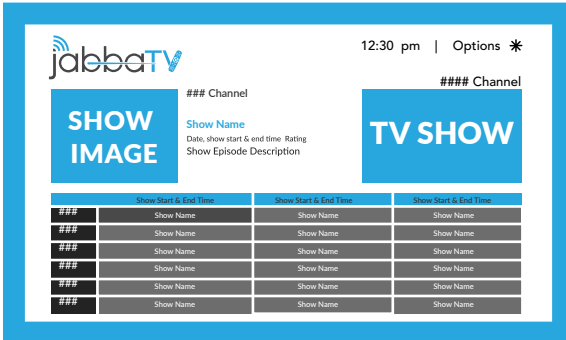 jabbaTV
12:30 pm | Options ✳
#### Channel
### Channel
SHOW
IMAGE
Show Name
Date, show start & end time Rating
Show Episode Description
TV SHOW
Show Start & End Time Show Start & End Time Show Start & End Time
### Show Name Show Name Show Name
### Show Name Show Name Show Name
### Show Name Show Name Show Name
### Show Name Show Name Show Name
### Show Name Show Name Show Name
### Show Name Show Name Show Name